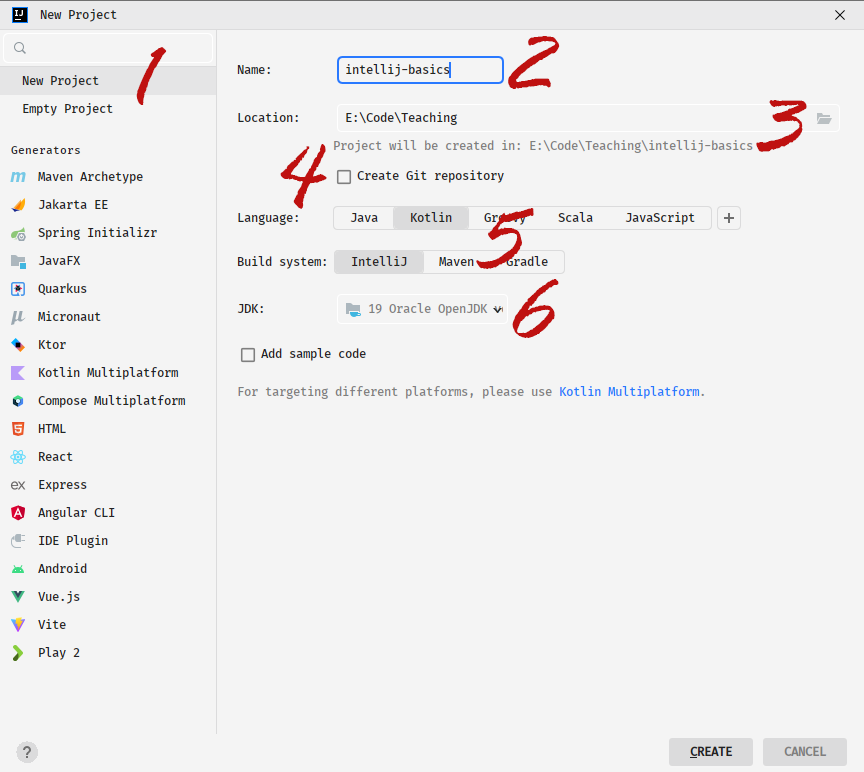 IJ New Project
1
New Project
Empty Project
Generators
Maven Archetype
Jakarta EE
Spring Initializr
JavaFX
Quarkus
Micronaut
Ktor
Kotlin Multiplatform
Compose Multiplatform
HTML
React
ex Express
Angular CLI
IDE Plugin
Android
Vue.js
Vite
Play 2
?
Name: intellij-basics 2
Location: E:\Code\Teaching 3
Project will be created in: E:\Code\Teaching\intellij-basics
4 Create Git repository
Language: Java Kotlin Groovy Scala JavaScript +
5
Build system: IntelliJ Maven Gradle
JDK: 19 Oracle OpenJDK 6
Add sample code
For targeting different platforms, please use Kotlin Multiplatform.
CREATE CANCEL